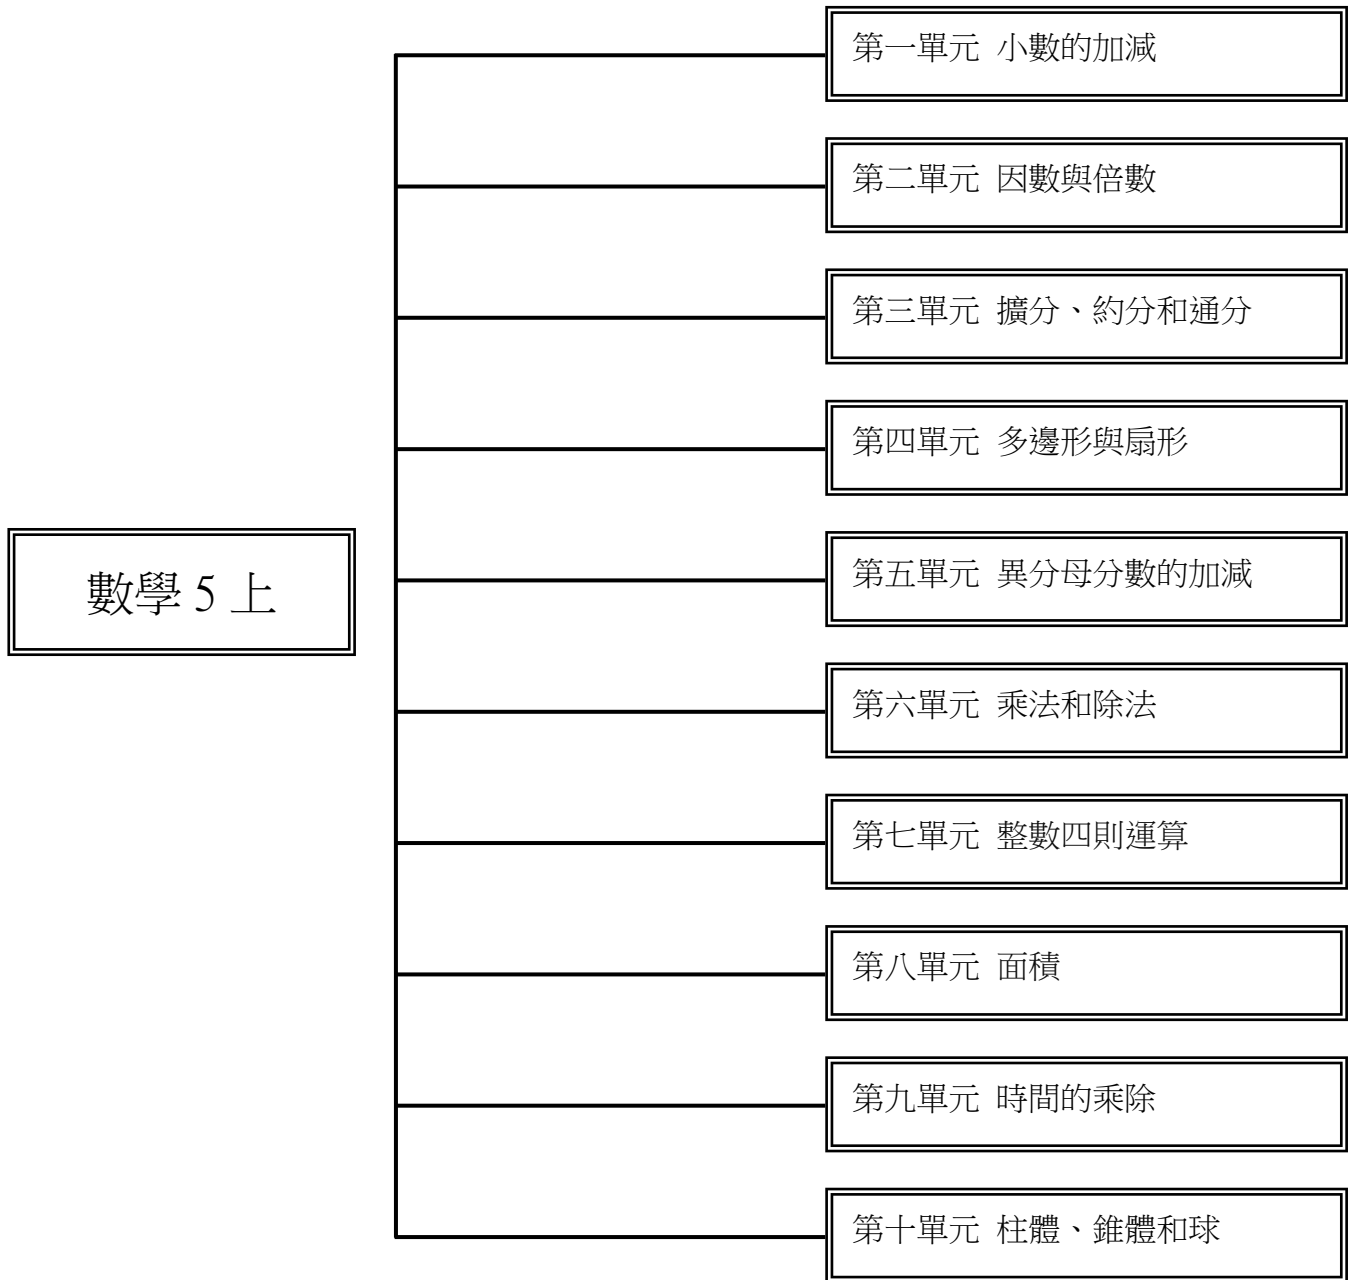 第一單元 小數的加減
第二單元 因數與倍數
第三單元 擴分、約分和通分
第四單元 多邊形與扇形
數學 5 上
第五單元 異分母分數的加減
第六單元 乘法和除法
第七單元 整數四則運算
第八單元 面積
第九單元 時間的乘除
第十單元 柱體、錐體和球